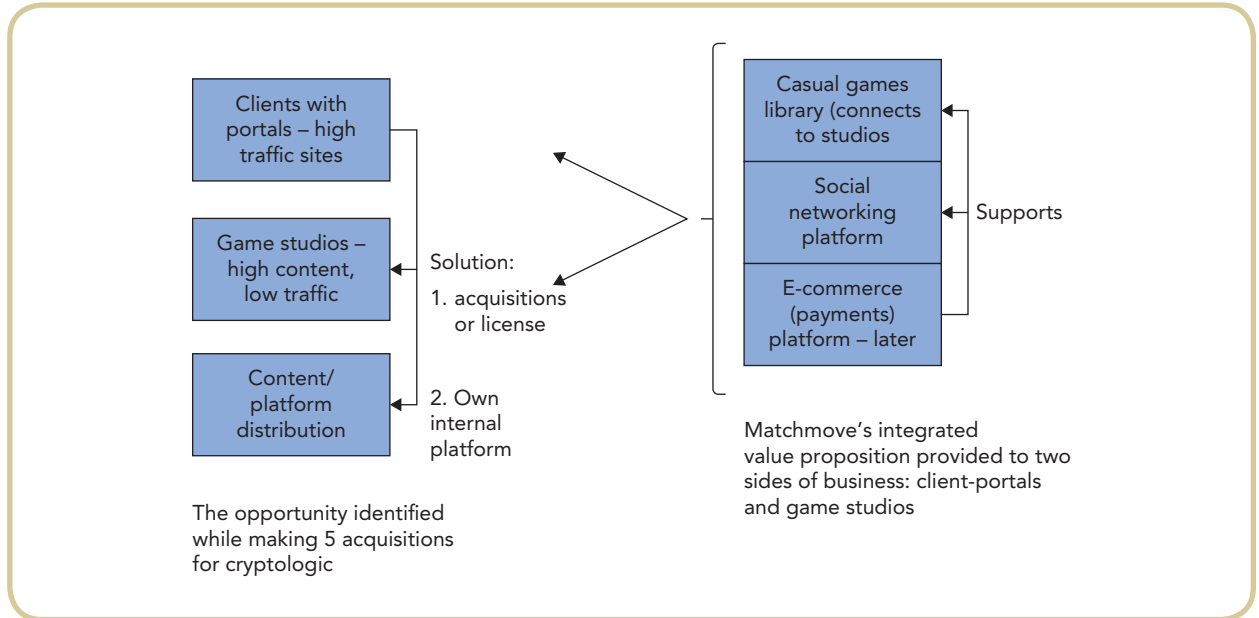 Clients with
portals – high
traffic sites
Game studios –
high content,
low traffic
Content/
platform
distribution
Solution:
1. acquisitions
or license
2. Own
internal
platform
The opportunity identified
while making 5 acquisitions
for cryptologic
Casual games
library (connects
to studios
Social
networking
platform
E-commerce
(payments)
platform – later
Supports
Matchmove's integrated
value proposition provided to two
sides of business: client-portals
and game studios